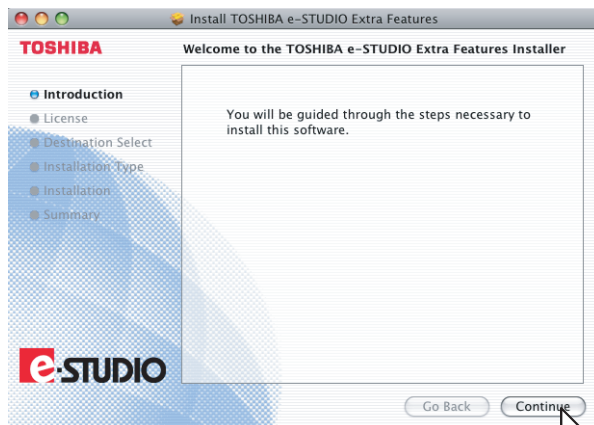 Install TOSHIBA e-STUDIO Extra Features
TOSHIBA
Welcome to the TOSHIBA e-STUDIO Extra Features Installer
Introduction
License
Destination Select
Installation Type
Installation
Summary
You will be guided through the steps necessary to
install this software.
e-STUDIO
Go Back
Continue